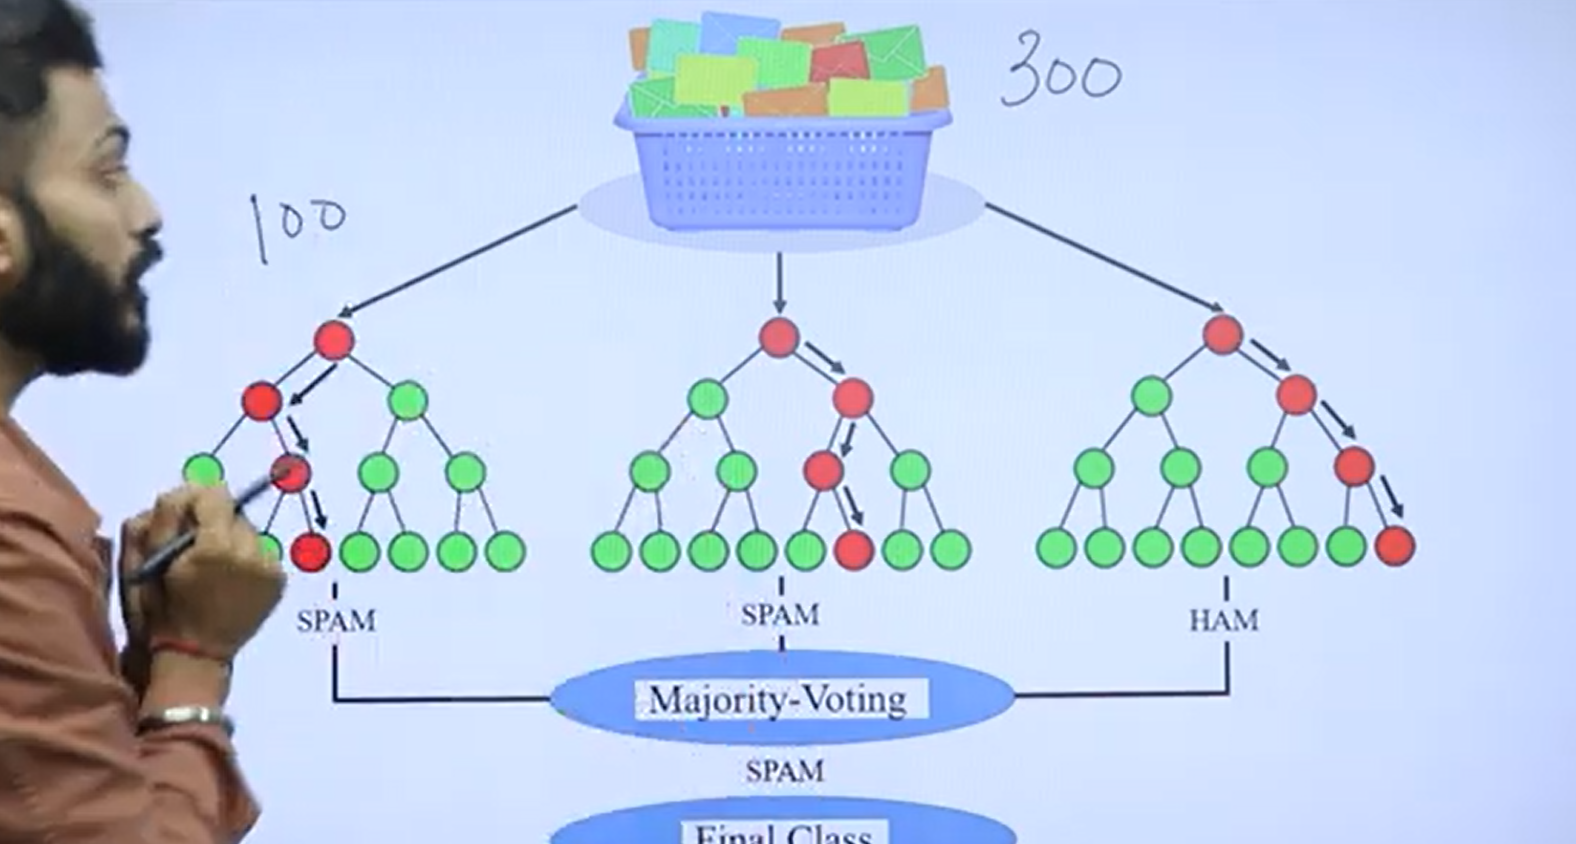 300
100
SPAM
SPAM
HAM
Majority-Voting
SPAM
Final Class